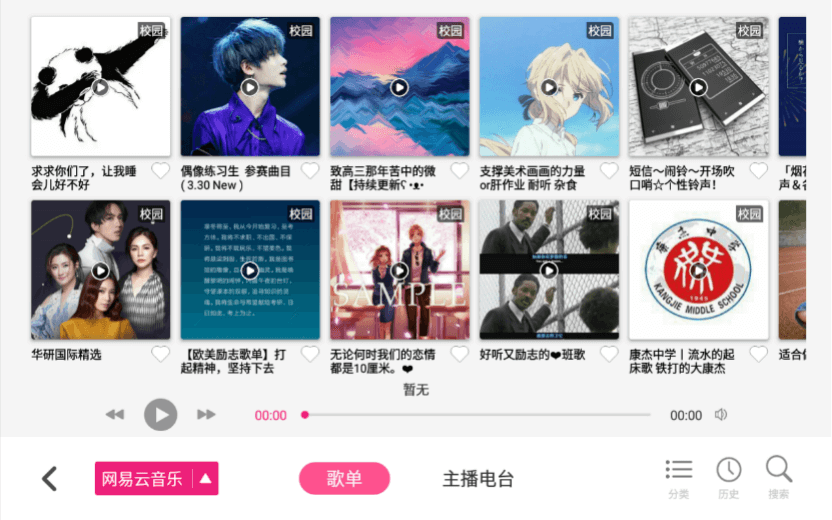 校园
校园
校园
校园
校园
求求你们了，让我睡
会儿好不好
偶像练习生 参赛曲目
( 3.30 New )
致高三那年苦中的微
甜【持续更新ʕ •ᴥ•
支撑美术画画的力量
or肝作业 耐听 杂食
短信～闹铃～开场吹
口哨☆个性铃声！
「烟花
校园
校园
校园
校园
校园
SAMPLE
康杰中学
1945
KANGJIE MIDDLE SCHOOL
华研国际精选
【欧美励志歌单】打
起精神，坚持下去
无论何时我们的恋情
都是10厘米。❤
好听又励志的❤班歌
康杰中学丨流水的起
床歌 铁打的大康杰
暂无
00:00
00:00
网易云音乐
歌单
主播电台
分类
历史
搜索